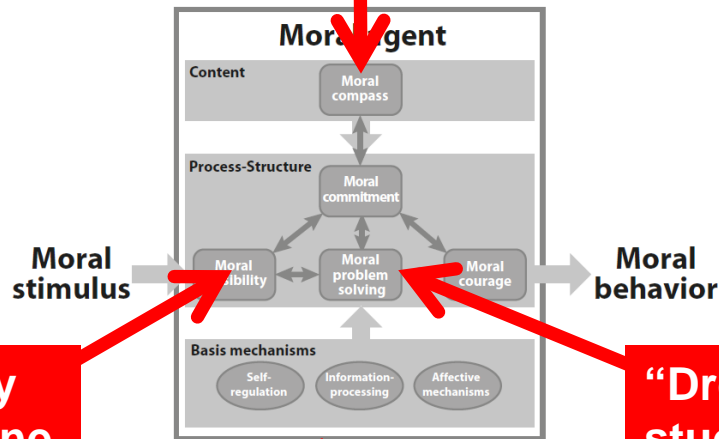 Moral Agent
Content
Moral
compass
Process-Structure
Moral
commitment
Moral
stimulus
Moral
Moral
problem
solving
Moral
courage
Moral
behavior
Basis mechanisms
Self-
regulation
Information-
processing
Affective
mechanisms